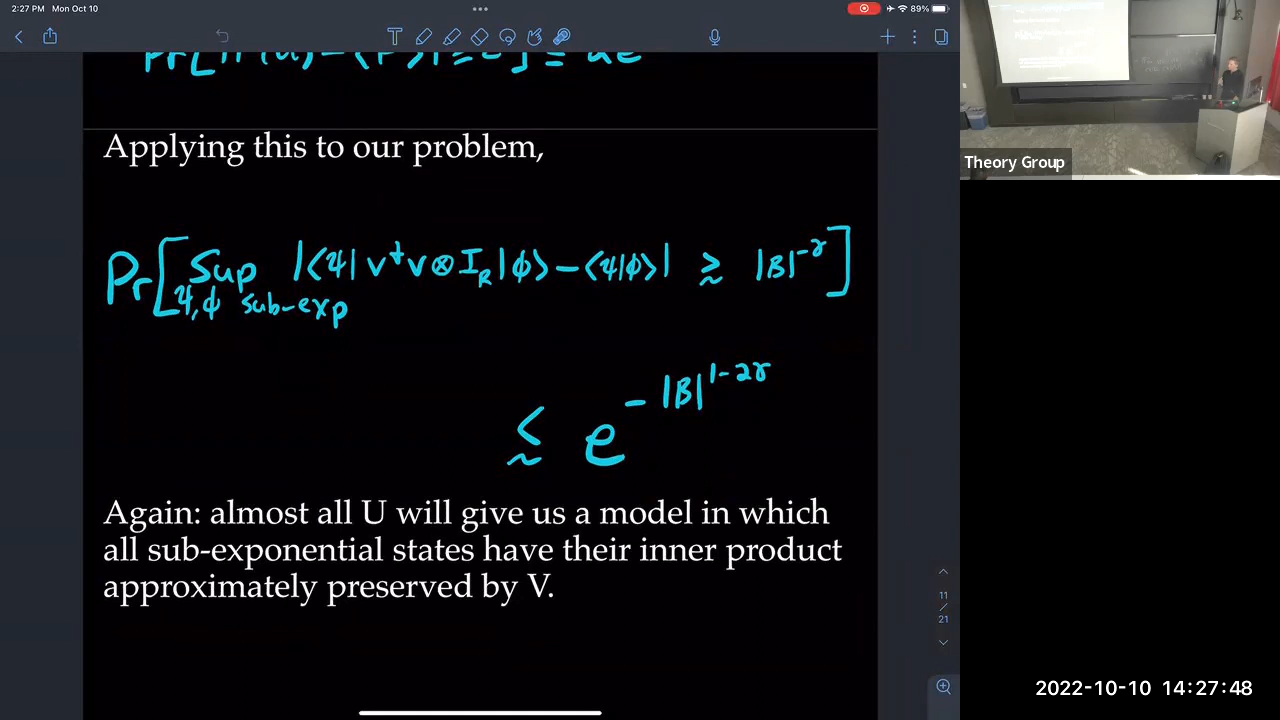 2:27 PM Mon Oct 10
89%
Applying this to our problem,
Pr[ Sup |⟨Ψ| V†V ⊗ I_R |ϕ⟩ − ⟨Ψ|ϕ⟩| ≳ |B|^{-γ} ]
Ψ,ϕ sub-exp
≲ e^{-|B|^{1-2γ}}
Again: almost all U will give us a model in which
all sub-exponential states have their inner product
approximately preserved by V.
11
/
21
Theory Group
2022-10-10 14:27:48